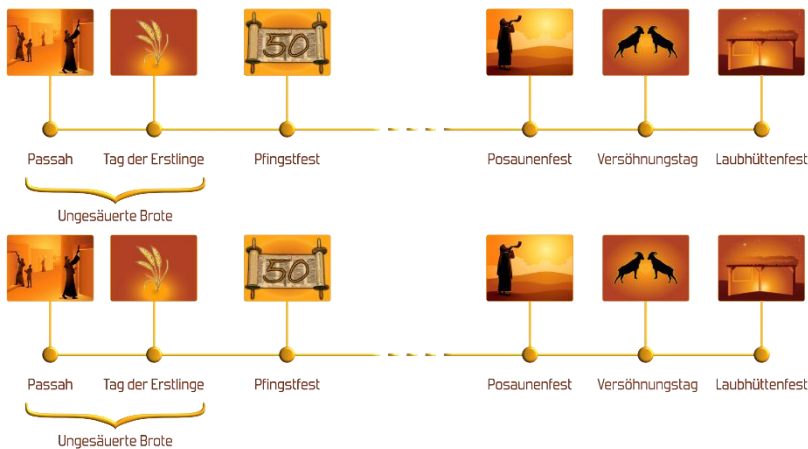 50
Passah Tag der Erstlinge Pfingstfest Posaunenfest Versöhnungstag Laubhüttenfest
Ungesäuerte Brote
50
Passah Tag der Erstlinge Pfingstfest Posaunenfest Versöhnungstag Laubhüttenfest
Ungesäuerte Brote